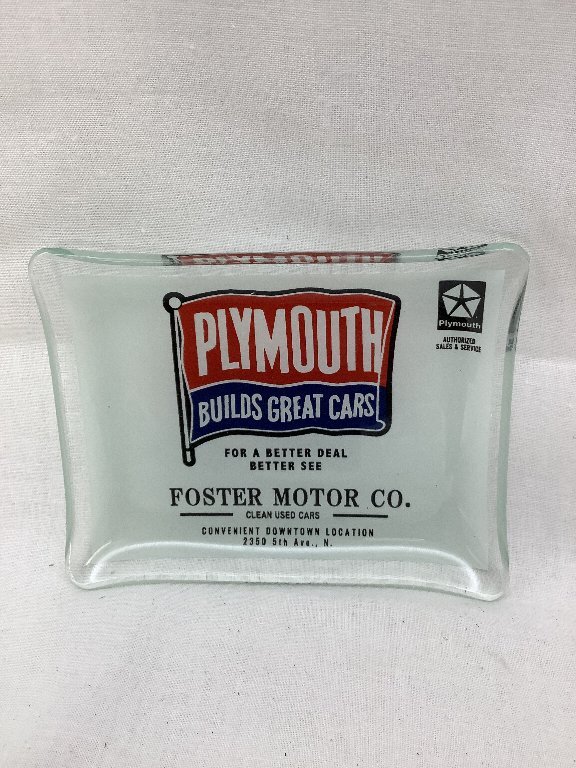 PLYMOUTH
BUILDS GREAT CARS
Plymouth
AUTHORIZED
SALES & SERVICE
FOR A BETTER DEAL
BETTER SEE
FOSTER MOTOR CO.
CLEAN USED CARS
CONVENIENT DOWNTOWN LOCATION
2350 5th Ave., N.